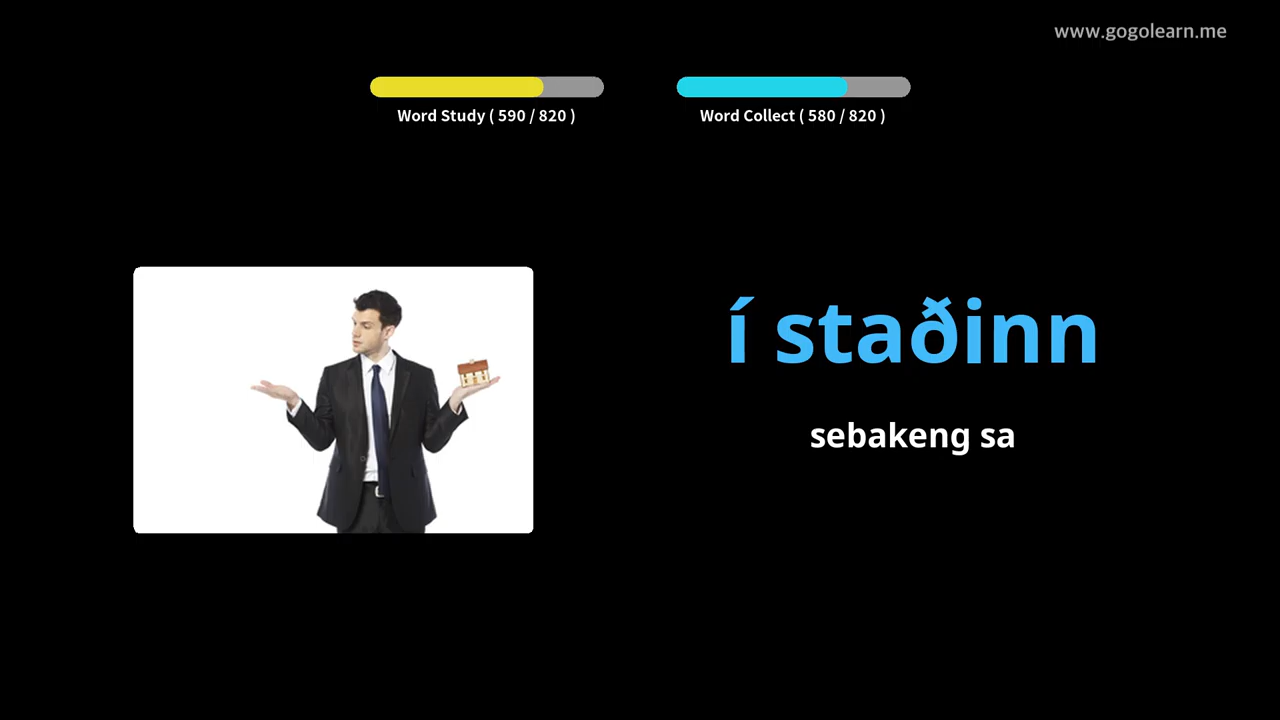 www.gogolearn.me
Word Study ( 590 / 820 )
Word Collect ( 580 / 820 )
í staðinn
sebakeng sa